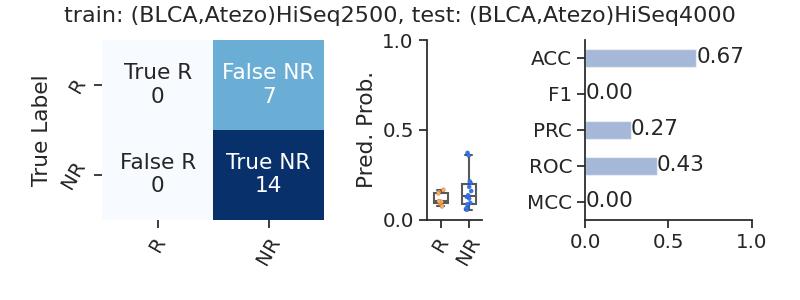 train: (BLCA,Atezo)HiSeq2500, test: (BLCA,Atezo)HiSeq4000
True Label
R
NR
True R
0
False NR
7
False R
0
True NR
14
R
NR
Pred. Prob.
1.0
0.5
0.0
R
NR
ACC
0.67
F1
0.00
PRC
0.27
ROC
0.43
MCC
0.00
0.0
0.5
1.0